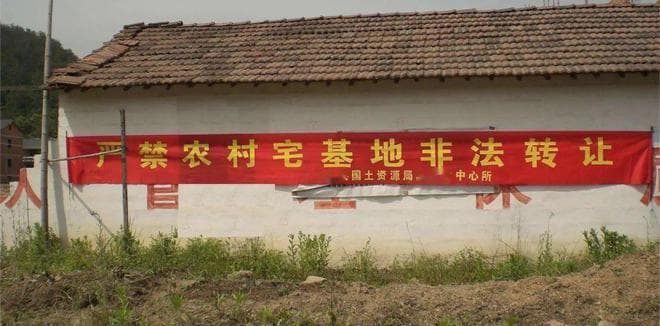 严禁农村宅基地非法转让
国土资源局
中心所
人